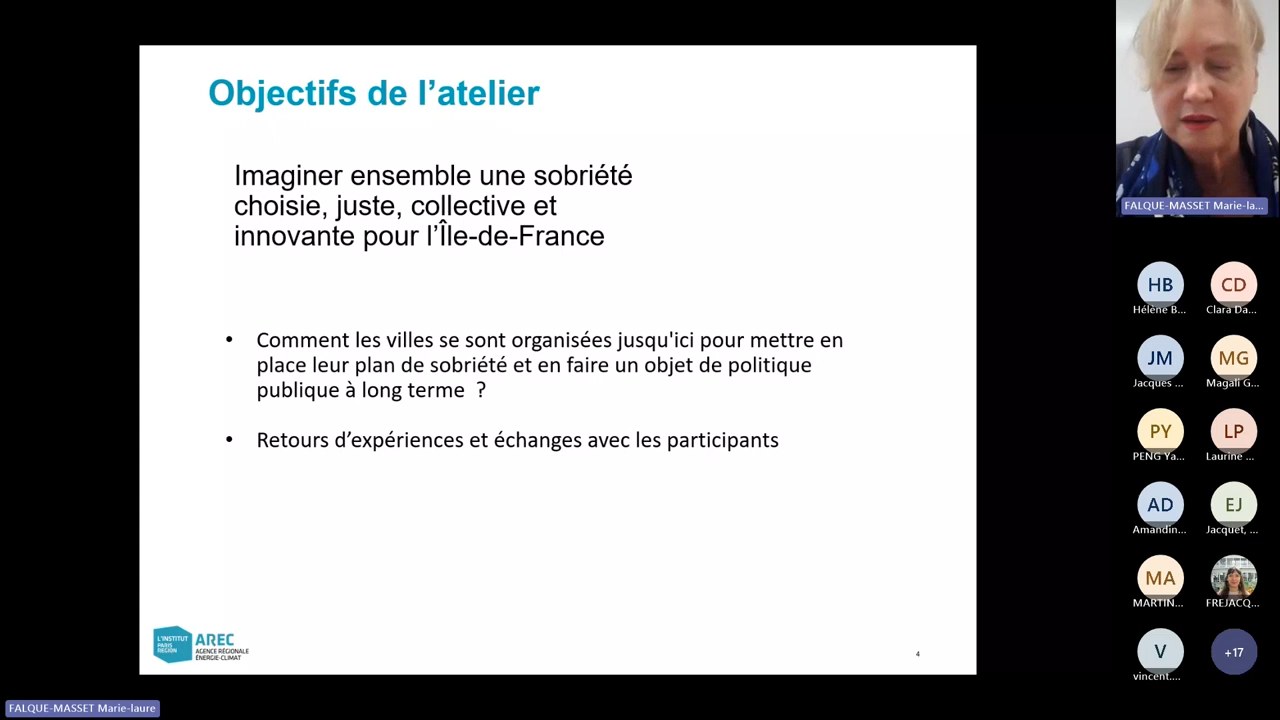 Objectifs de l'atelier
Imaginer ensemble une sobriété
choisie, juste, collective et
innovante pour l'Île-de-France
• Comment les villes se sont organisées jusqu'ici pour mettre en
place leur plan de sobriété et en faire un objet de politique
publique à long terme ?
• Retours d'expériences et échanges avec les participants
L'INSTITUT
PARIS
REGION
AREC
AGENCE RÉGIONALE
ÉNERGIE-CLIMAT
4
FALQUE-MASSET Marie-laure
FALQUE-MASSET Marie-la...
HB
Hélène B...
CD
Clara Da...
JM
Jacques ...
MG
Magali G...
PY
PENG Ya...
LP
Laurine ...
AD
Amandin...
EJ
Jacquet, ...
MA
MARTIN...
FREJACQ...
V
vincent....
+17